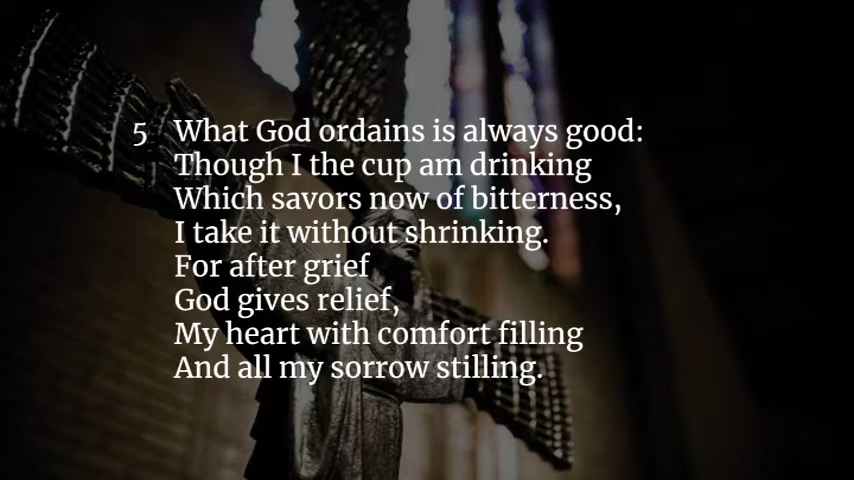 5 What God ordains is always good:
Though I the cup am drinking
Which savors now of bitterness,
I take it without shrinking.
For after grief
God gives relief,
My heart with comfort filling
And all my sorrow stilling.